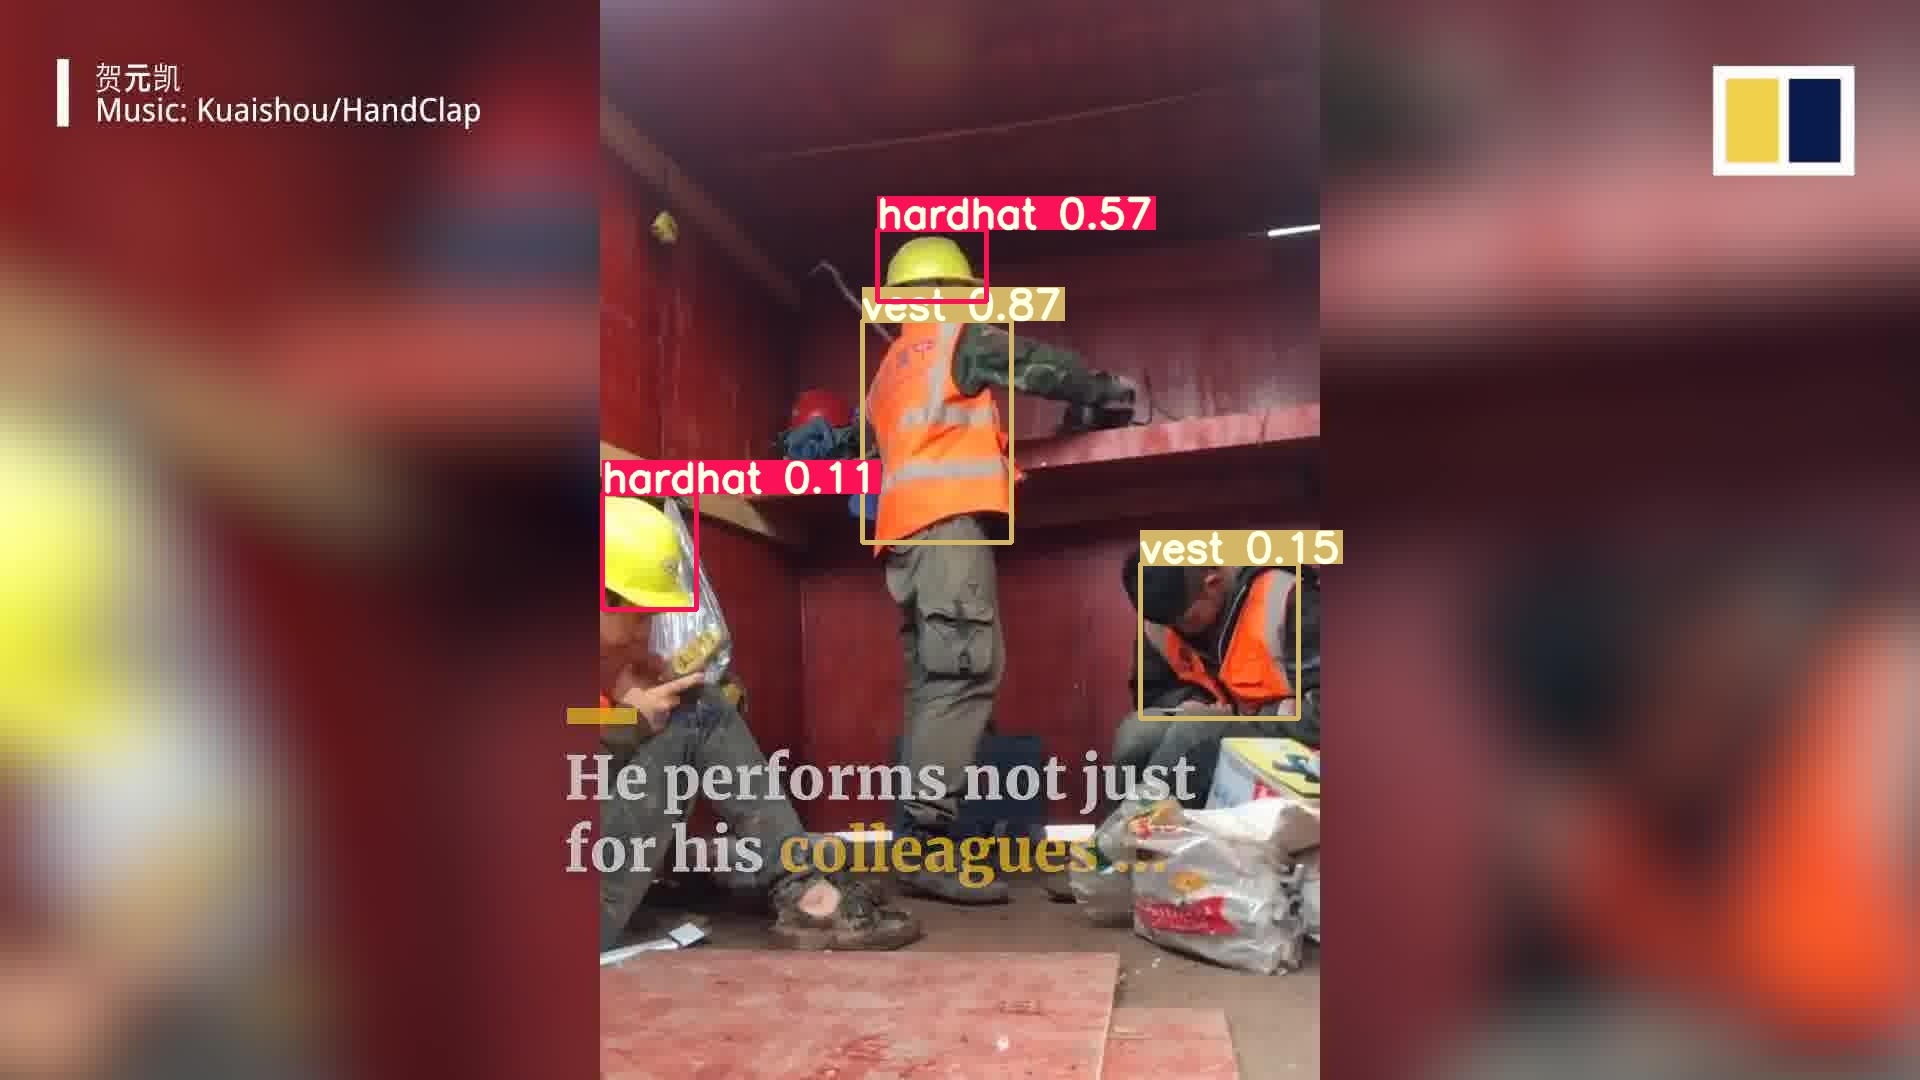 贺元凯
Music: Kuaishou/HandClap
hardhat 0.57
vest 0.87
hardhat 0.11
vest 0.15
He performs not just
for his colleagues ...